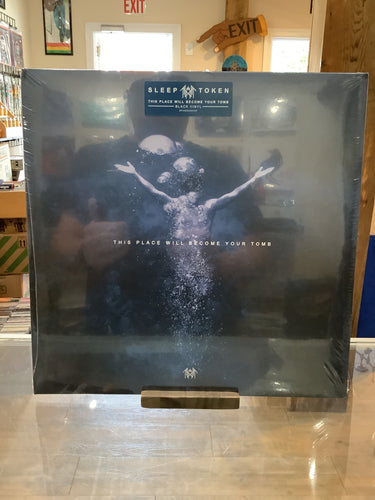 EXIT
EXIT
SLEEP TOKEN
THIS PLACE WILL BECOME YOUR TOMB
BLACK VINYL
THIS PLACE WILL BECOME YOUR TOMB